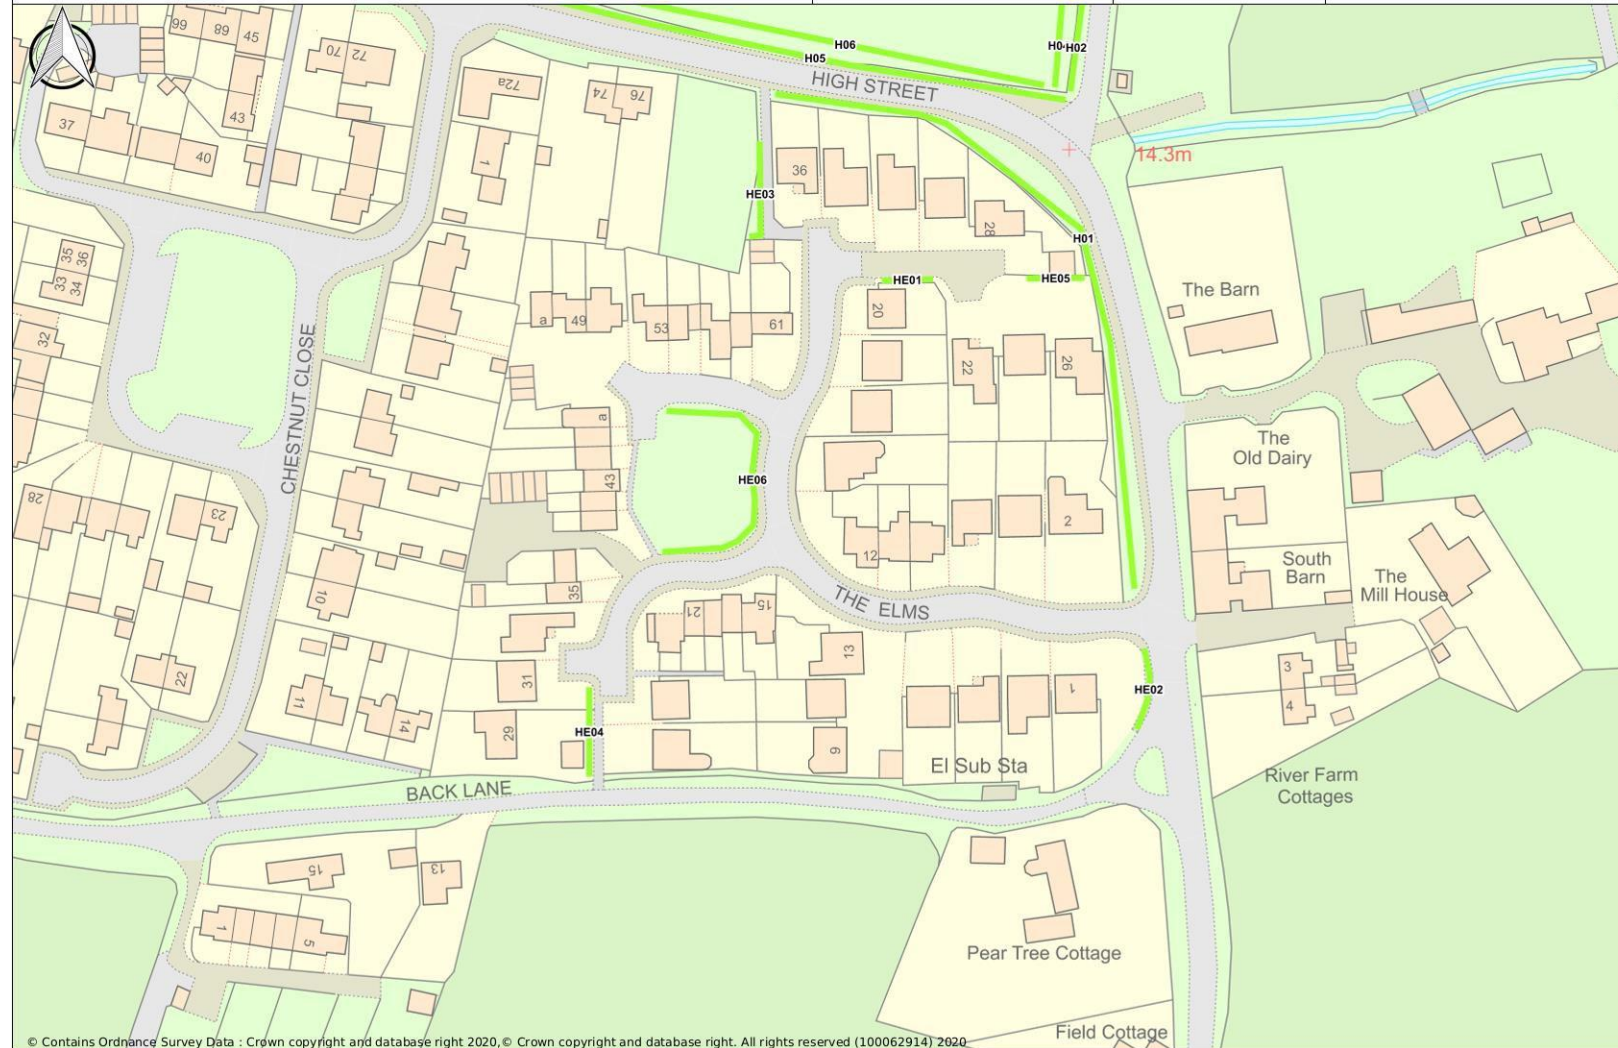 66
68
45
70
72
43
37
40
72a
74
76
1
H06
H05
H0
H02
HIGH STREET
14.3m
36
HE03
28
H01
HE01
HE05
35
36
33
34
32
a
49
53
61
20
22
26
The Barn
CHESTNUT CLOSE
a
43
HE06
12
2
The
Old Dairy
South
Barn
The
Mill House
28
23
10
35
21
15
THE ELMS
13
31
HE04
29
9
1
HE02
3
4
22
11
14
El Sub Sta
River Farm
Cottages
BACK LANE
15
13
1
5
Pear Tree Cottage
Field Cottage
© Contains Ordnance Survey Data : Crown copyright and database right 2020,© Crown copyright and database right. All rights reserved (100062914) 2020